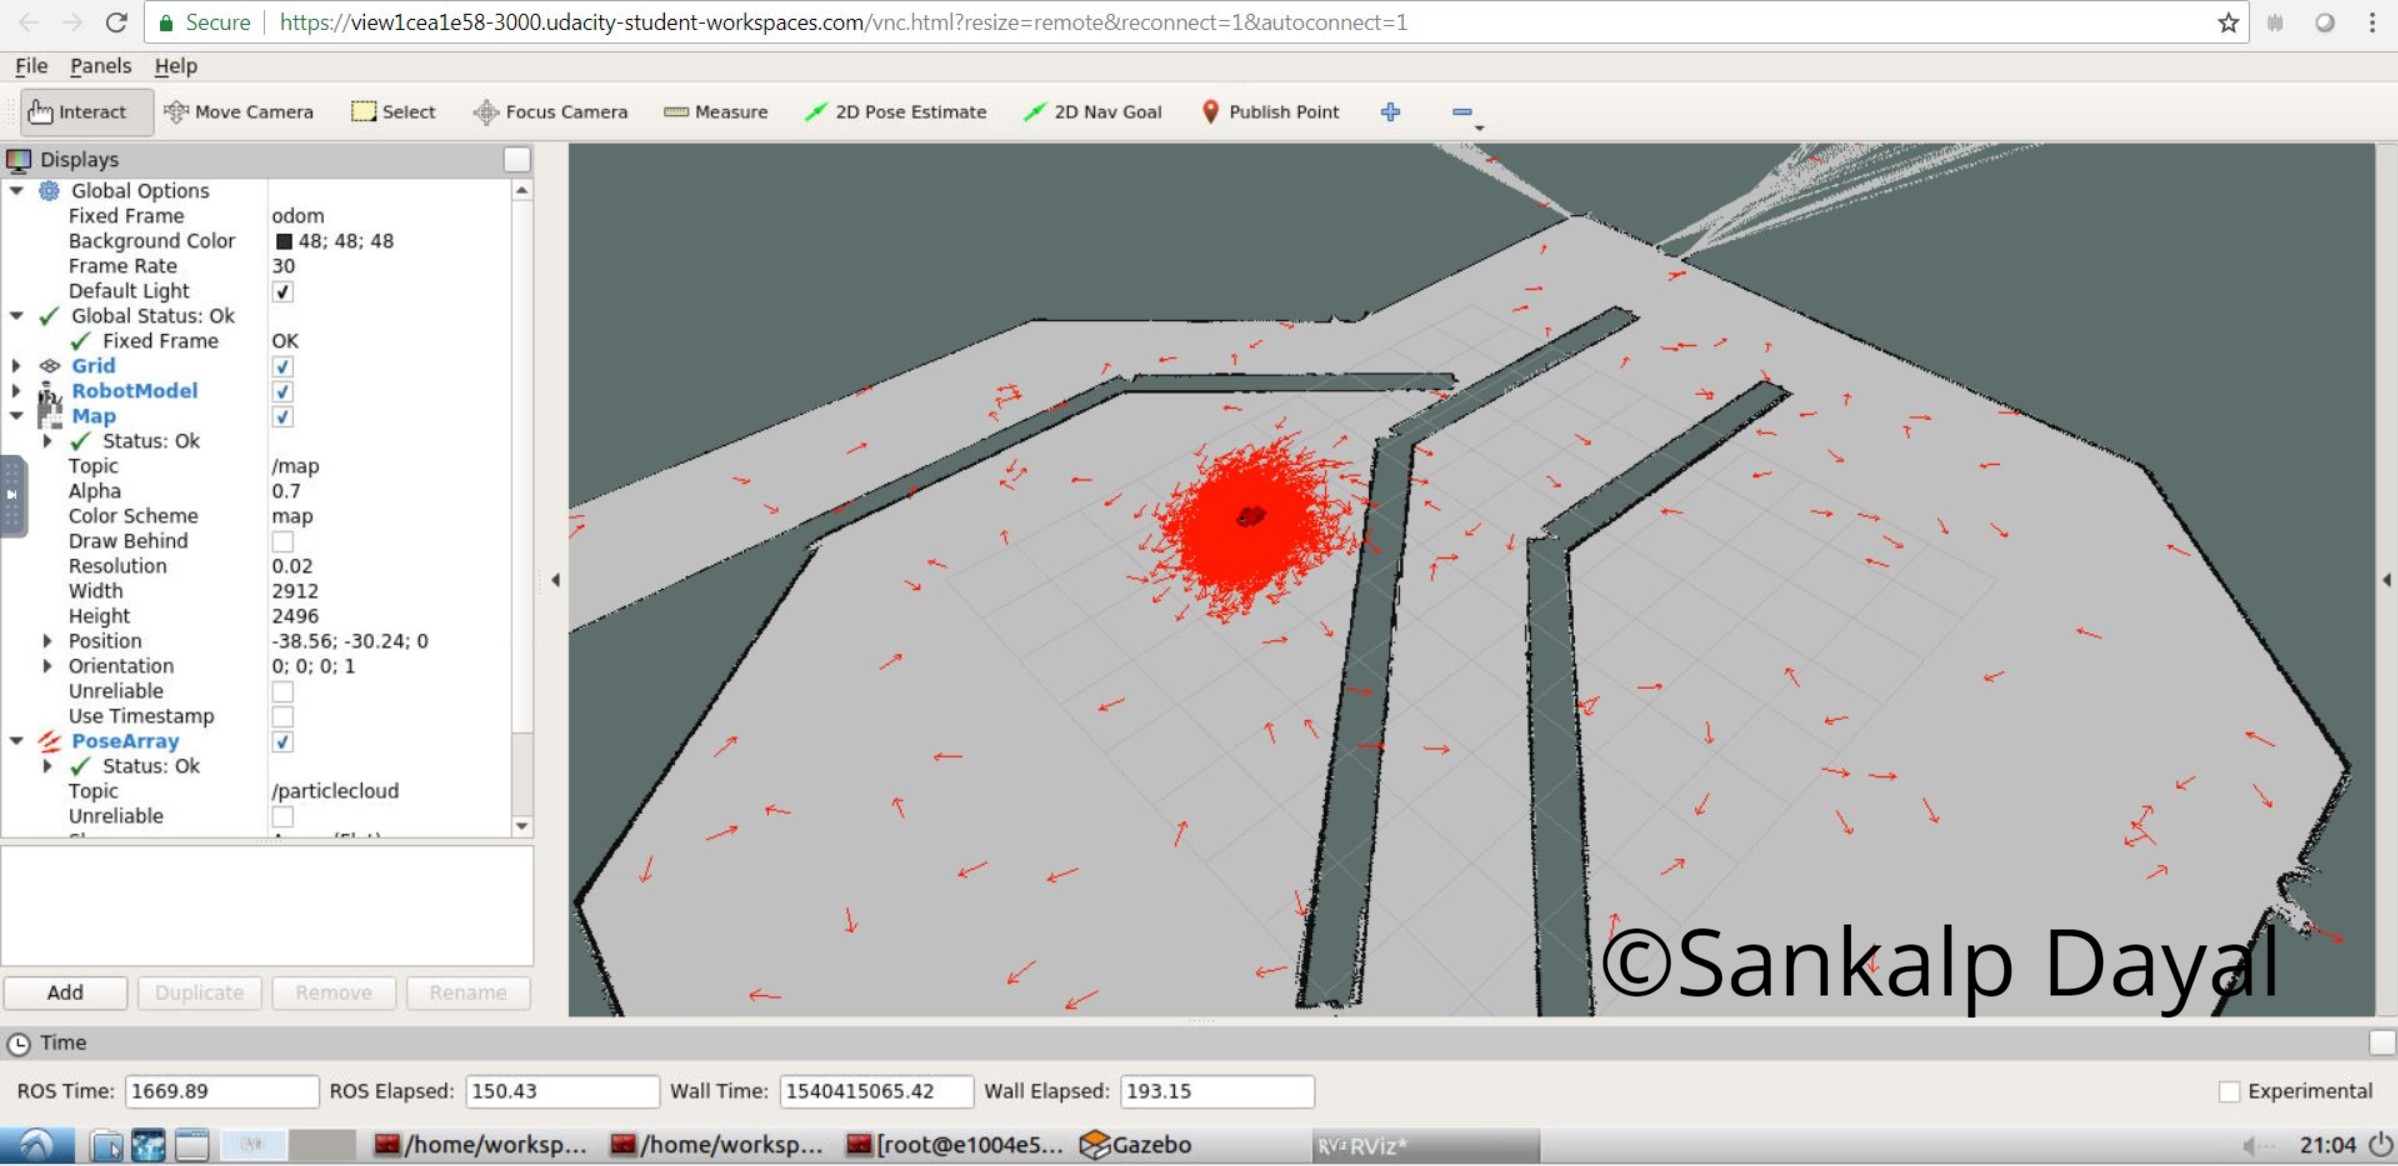 Secure https://view1cea1e58-3000.udacity-student-workspaces.com/vnc.html?resize=remote&reconnect=1&autoconnect=1
File Panels Help
Interact Move Camera Select Focus Camera Measure 2D Pose Estimate 2D Nav Goal Publish Point
Displays
Global Options
Fixed Frame odom
Background Color 48; 48; 48
Frame Rate 30
Default Light
Global Status: Ok
Fixed Frame OK
Grid
RobotModel
Map
Status: Ok
Topic /map
Alpha 0.7
Color Scheme map
Draw Behind
Resolution 0.02
Width 2912
Height 2496
Position -38.56; -30.24; 0
Orientation 0; 0; 0; 1
Unreliable
Use Timestamp
PoseArray
Status: Ok
Topic /particlecloud
Unreliable
Add Duplicate Remove Rename
©Sankalp Dayal
Time
ROS Time: 1669.89 ROS Elapsed: 150.43 Wall Time: 1540415065.42 Wall Elapsed: 193.15 Experimental
/home/worksp... /home/worksp... [root@e1004e5... Gazebo RViz* 21:04